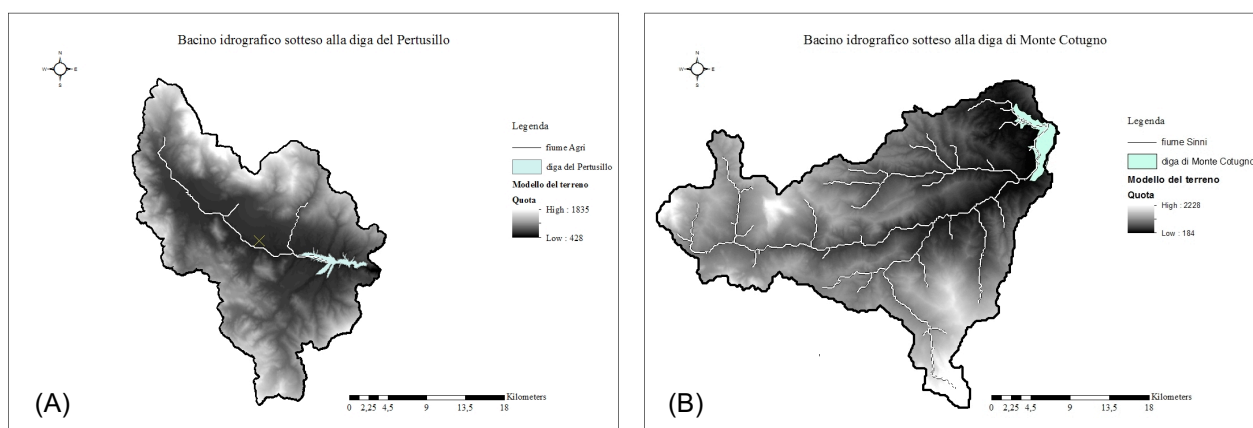 Bacino idrografico sotteso alla diga del Pertusillo
N
W E
S
Legenda
fiume Agri
diga del Pertusillo
Modello del terreno
Quota
High : 1835
Low : 428
Kilometers
0 2,25 4,5 9 13,5 18
(A)
Bacino idrografico sotteso alla diga di Monte Cotugno
N
W E
S
Legenda
fiume Sinni
diga di Monte Cotugno
Modello del terreno
Quota
High : 2228
Low : 184
Kilometers
0 2,25 4,5 9 13,5 18
(B)